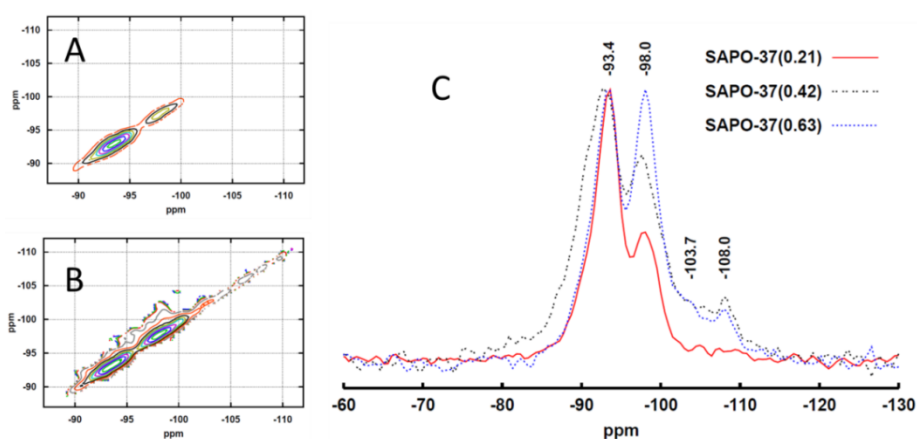 A
-110
-105
-100
-95
-90
ppm
-90 -95 -100 -105 -110
ppm
B
-110
-105
-100
-95
-90
ppm
-90 -95 -100 -105 -110
ppm
C
-93.4
-98.0
-103.7
-108.0
SAPO-37(0.21)
SAPO-37(0.42)
SAPO-37(0.63)
-60 -70 -80 -90 -100 -110 -120 -130
ppm